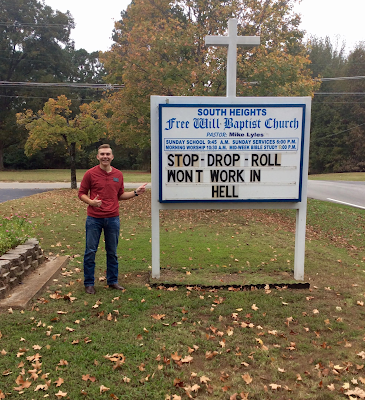 SOUTH HEIGHTS
Free Will Baptist Church
PASTOR: Mike Lyles
SUNDAY SCHOOL 9:45 A.M. SUNDAY SERVICES 6:00 P.M.
MORNING WORSHIP 10:30 A.M. MID-WEEK BIBLE STUDY 7:00 P.M.
STOP-DROP-ROLL
WONT WORK IN
HELL